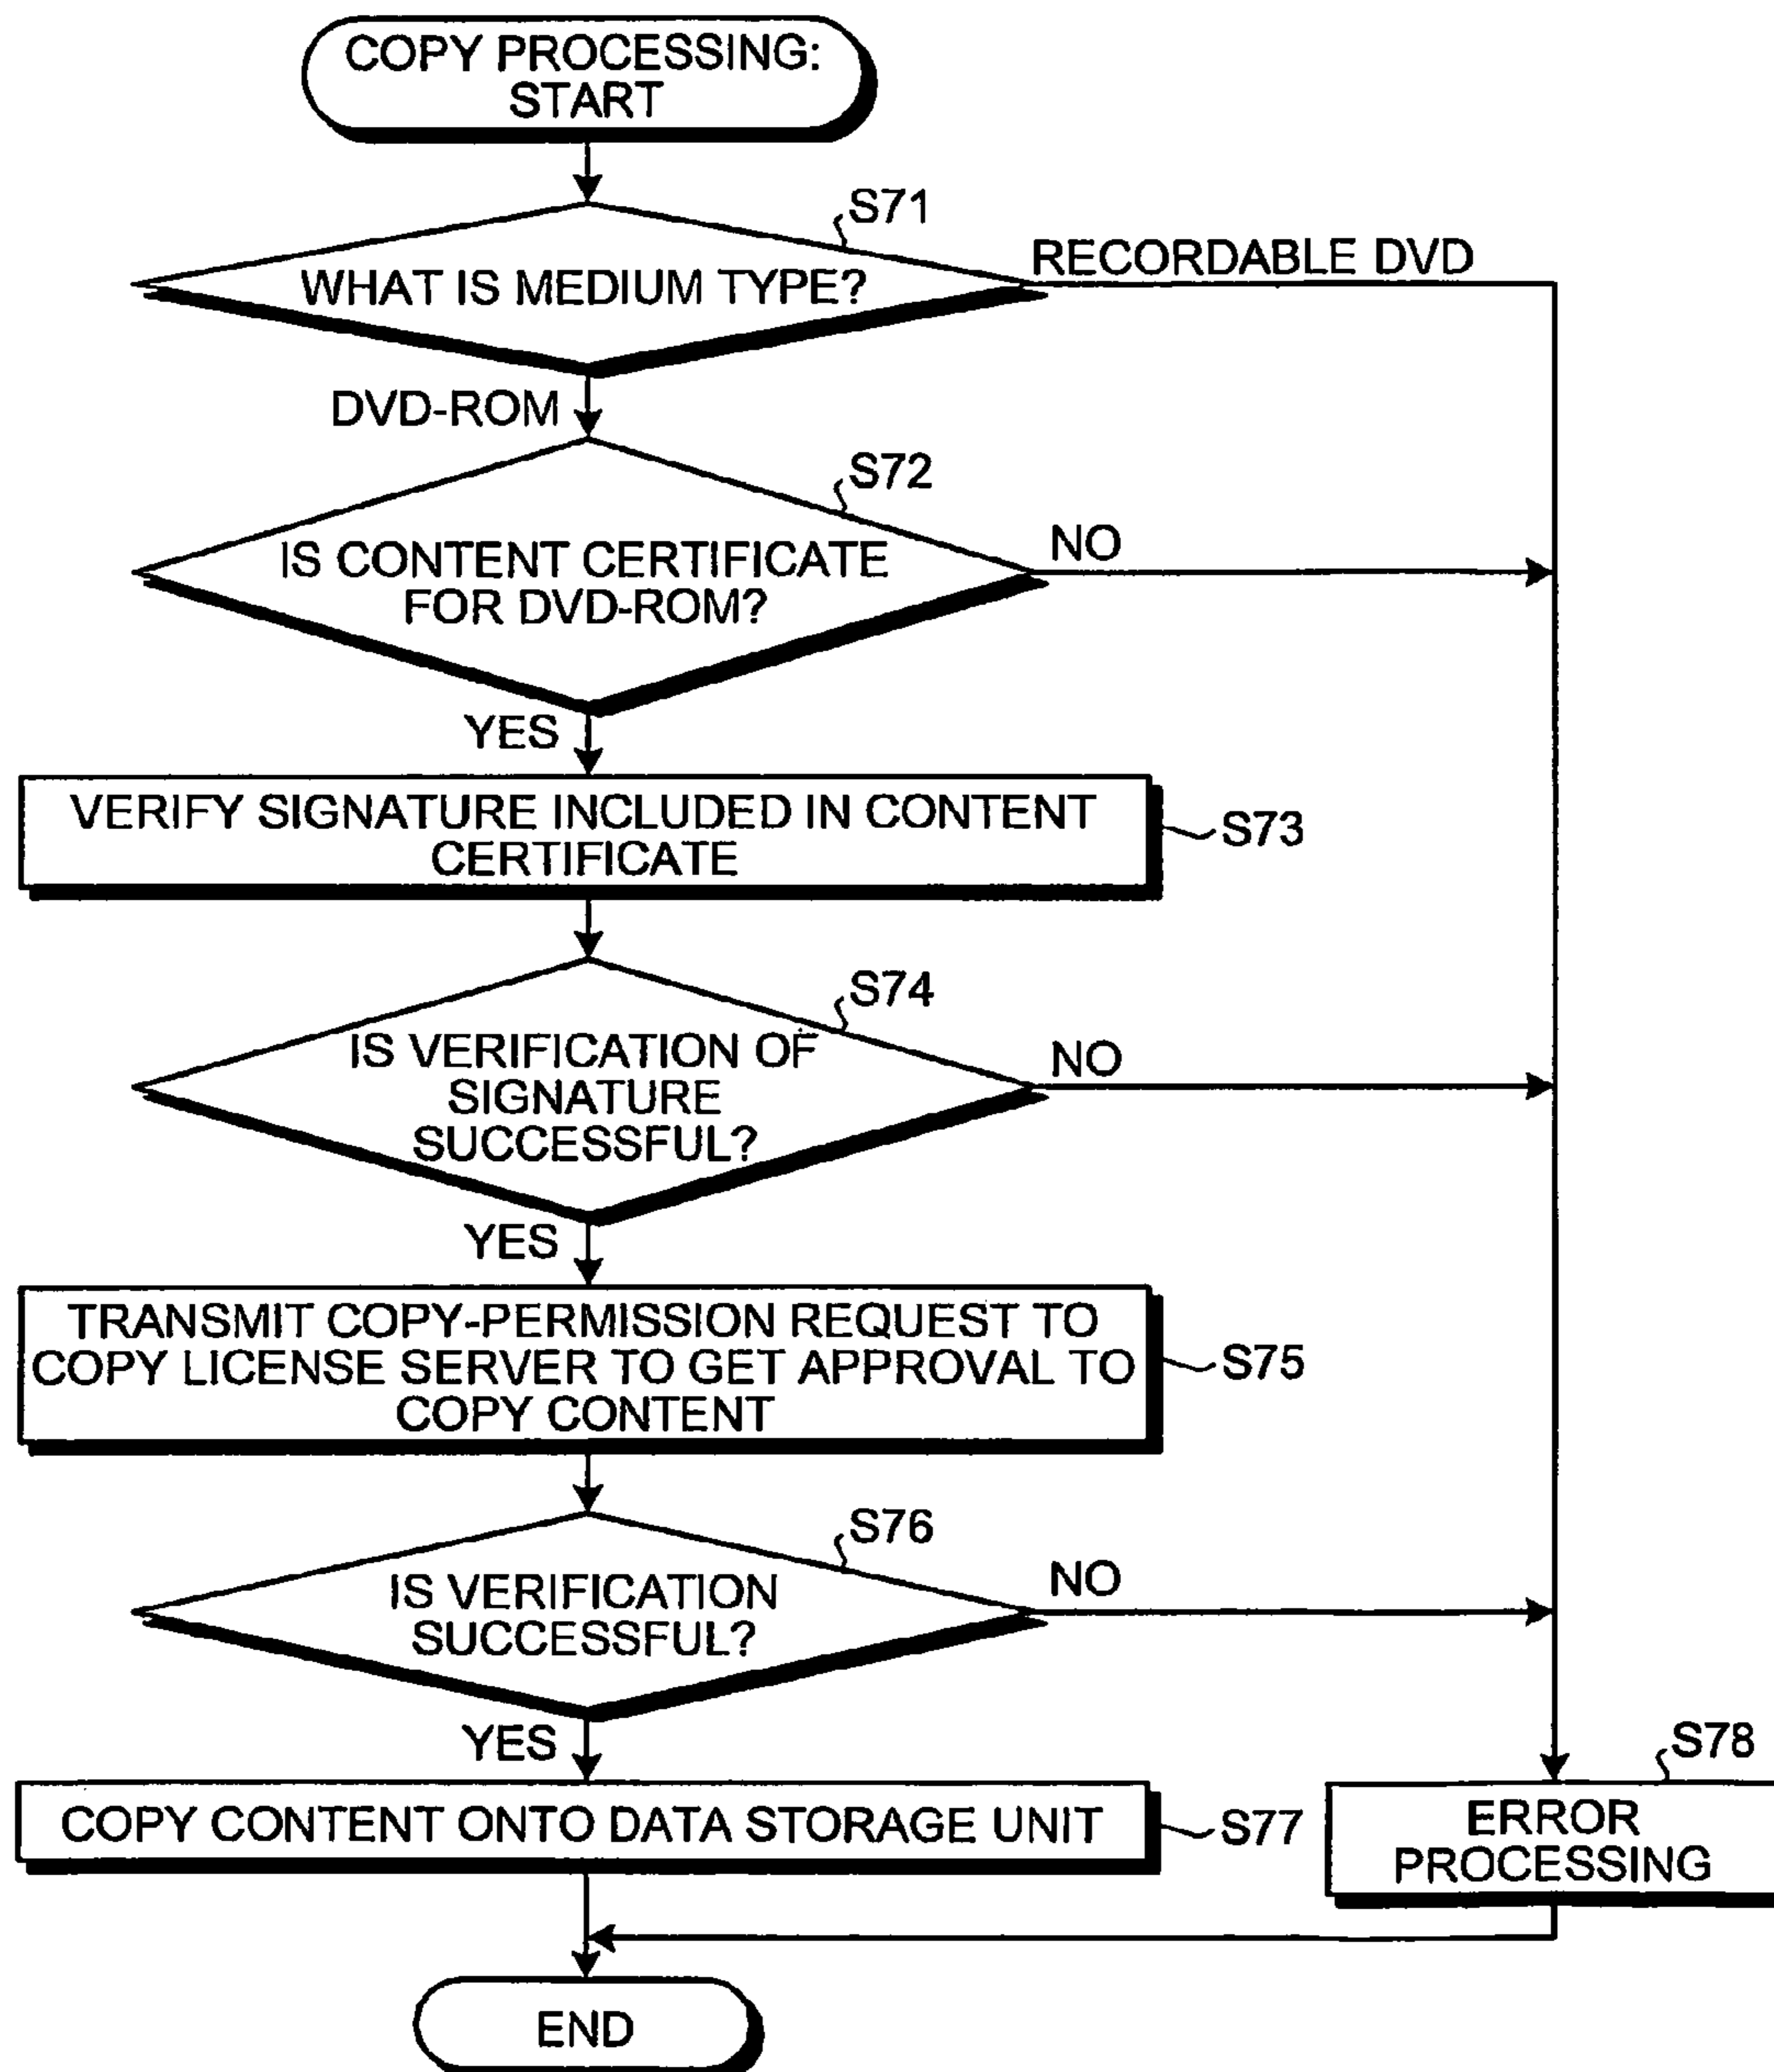 COPY PROCESSING:
START
S71
WHAT IS MEDIUM TYPE?
RECORDABLE DVD
DVD-ROM
S72
IS CONTENT CERTIFICATE
FOR DVD-ROM?
NO
YES
VERIFY SIGNATURE INCLUDED IN CONTENT
CERTIFICATE
S73
S74
IS VERIFICATION OF
SIGNATURE
SUCCESSFUL?
NO
YES
TRANSMIT COPY-PERMISSION REQUEST TO
COPY LICENSE SERVER TO GET APPROVAL TO
COPY CONTENT
S75
S76
IS VERIFICATION
SUCCESSFUL?
NO
YES
COPY CONTENT ONTO DATA STORAGE UNIT
S77
S78
ERROR
PROCESSING
END